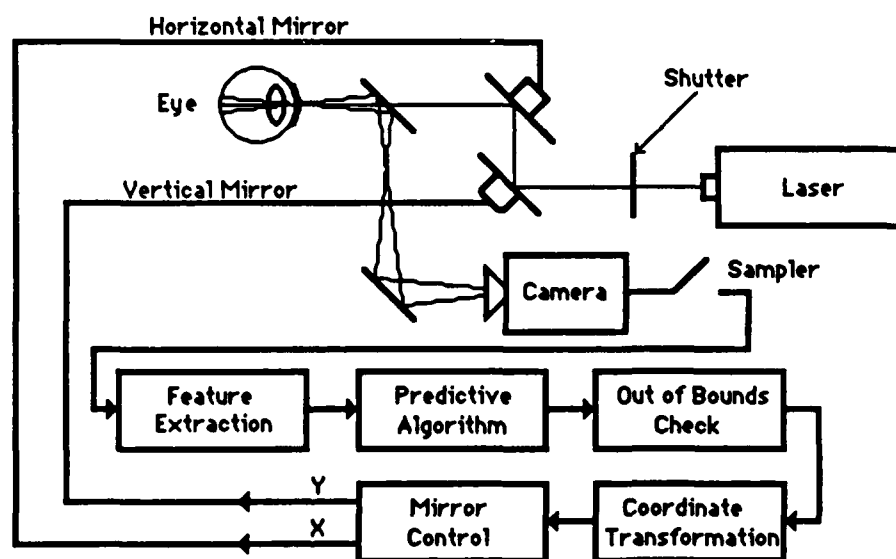 Horizontal Mirror
Shutter
Eye
Vertical Mirror
Laser
Sampler
Camera
Feature
Extraction
Predictive
Algorithm
Out of Bounds
Check
Y
X
Mirror
Control
Coordinate
Transformation